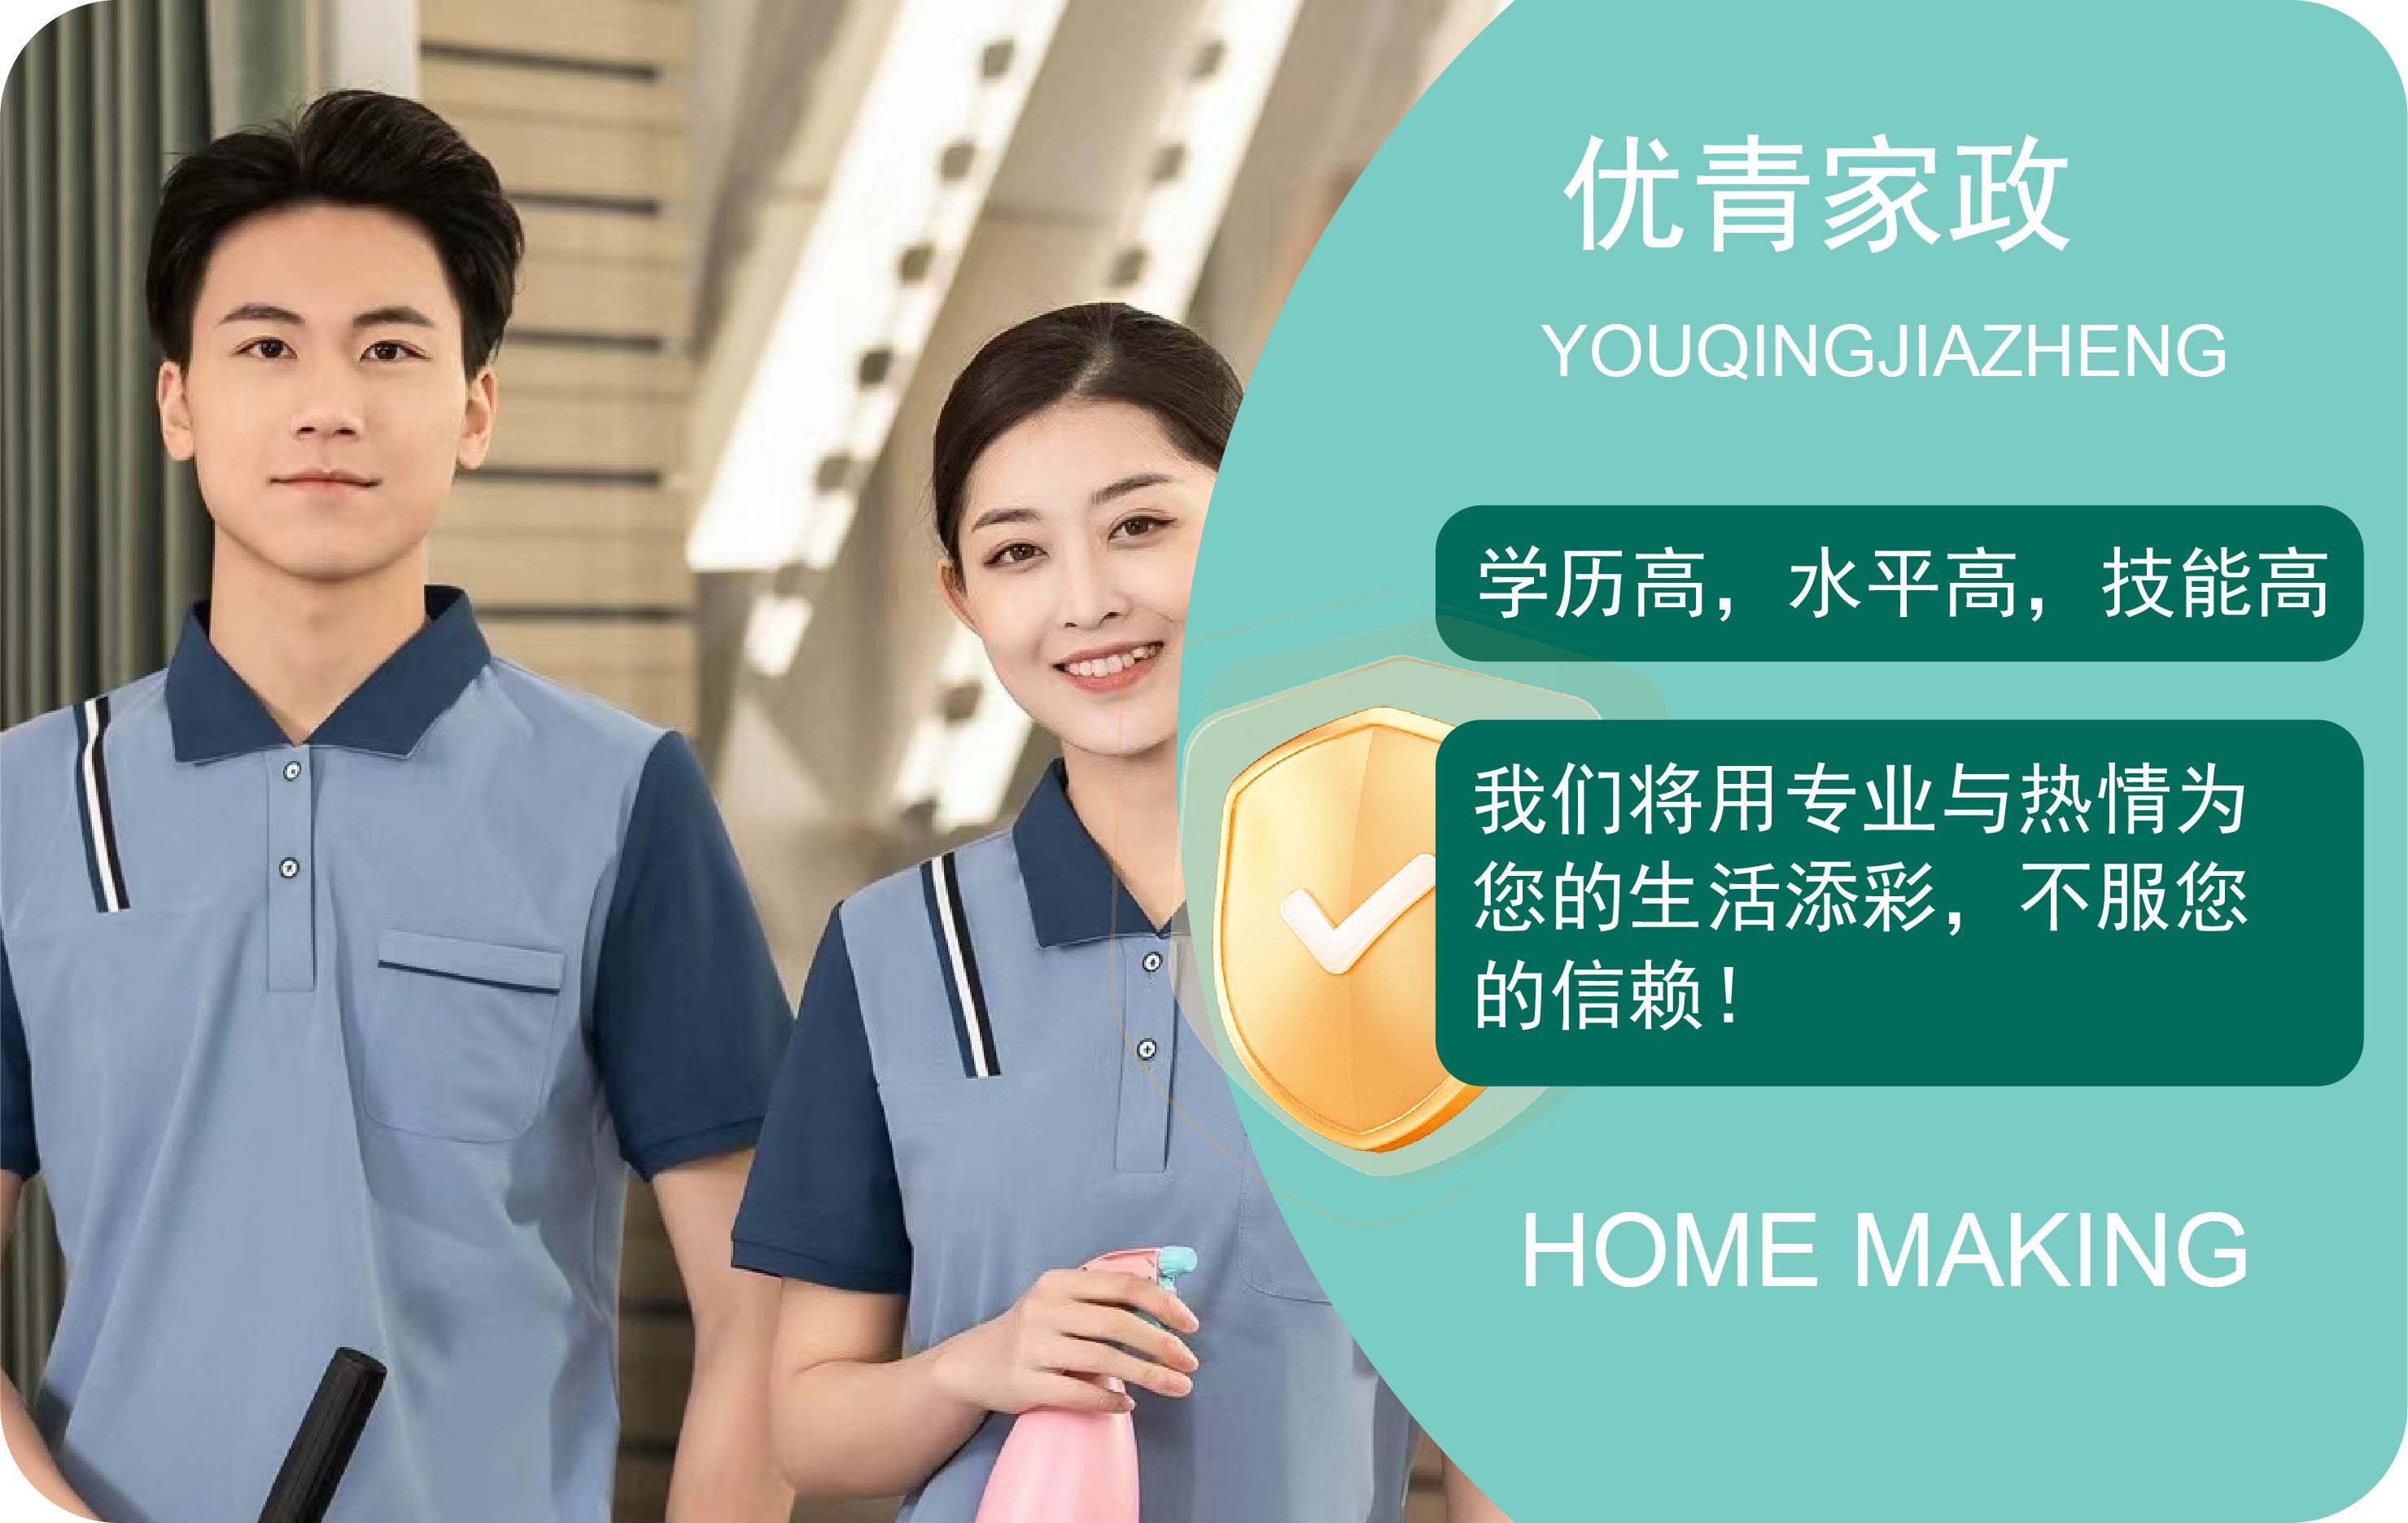 优青家政
YOUQINGJIAZHENG
学历高，水平高，技能高
我们将用专业与热情为
您的生活添彩，不服您
的信赖！
HOME MAKING